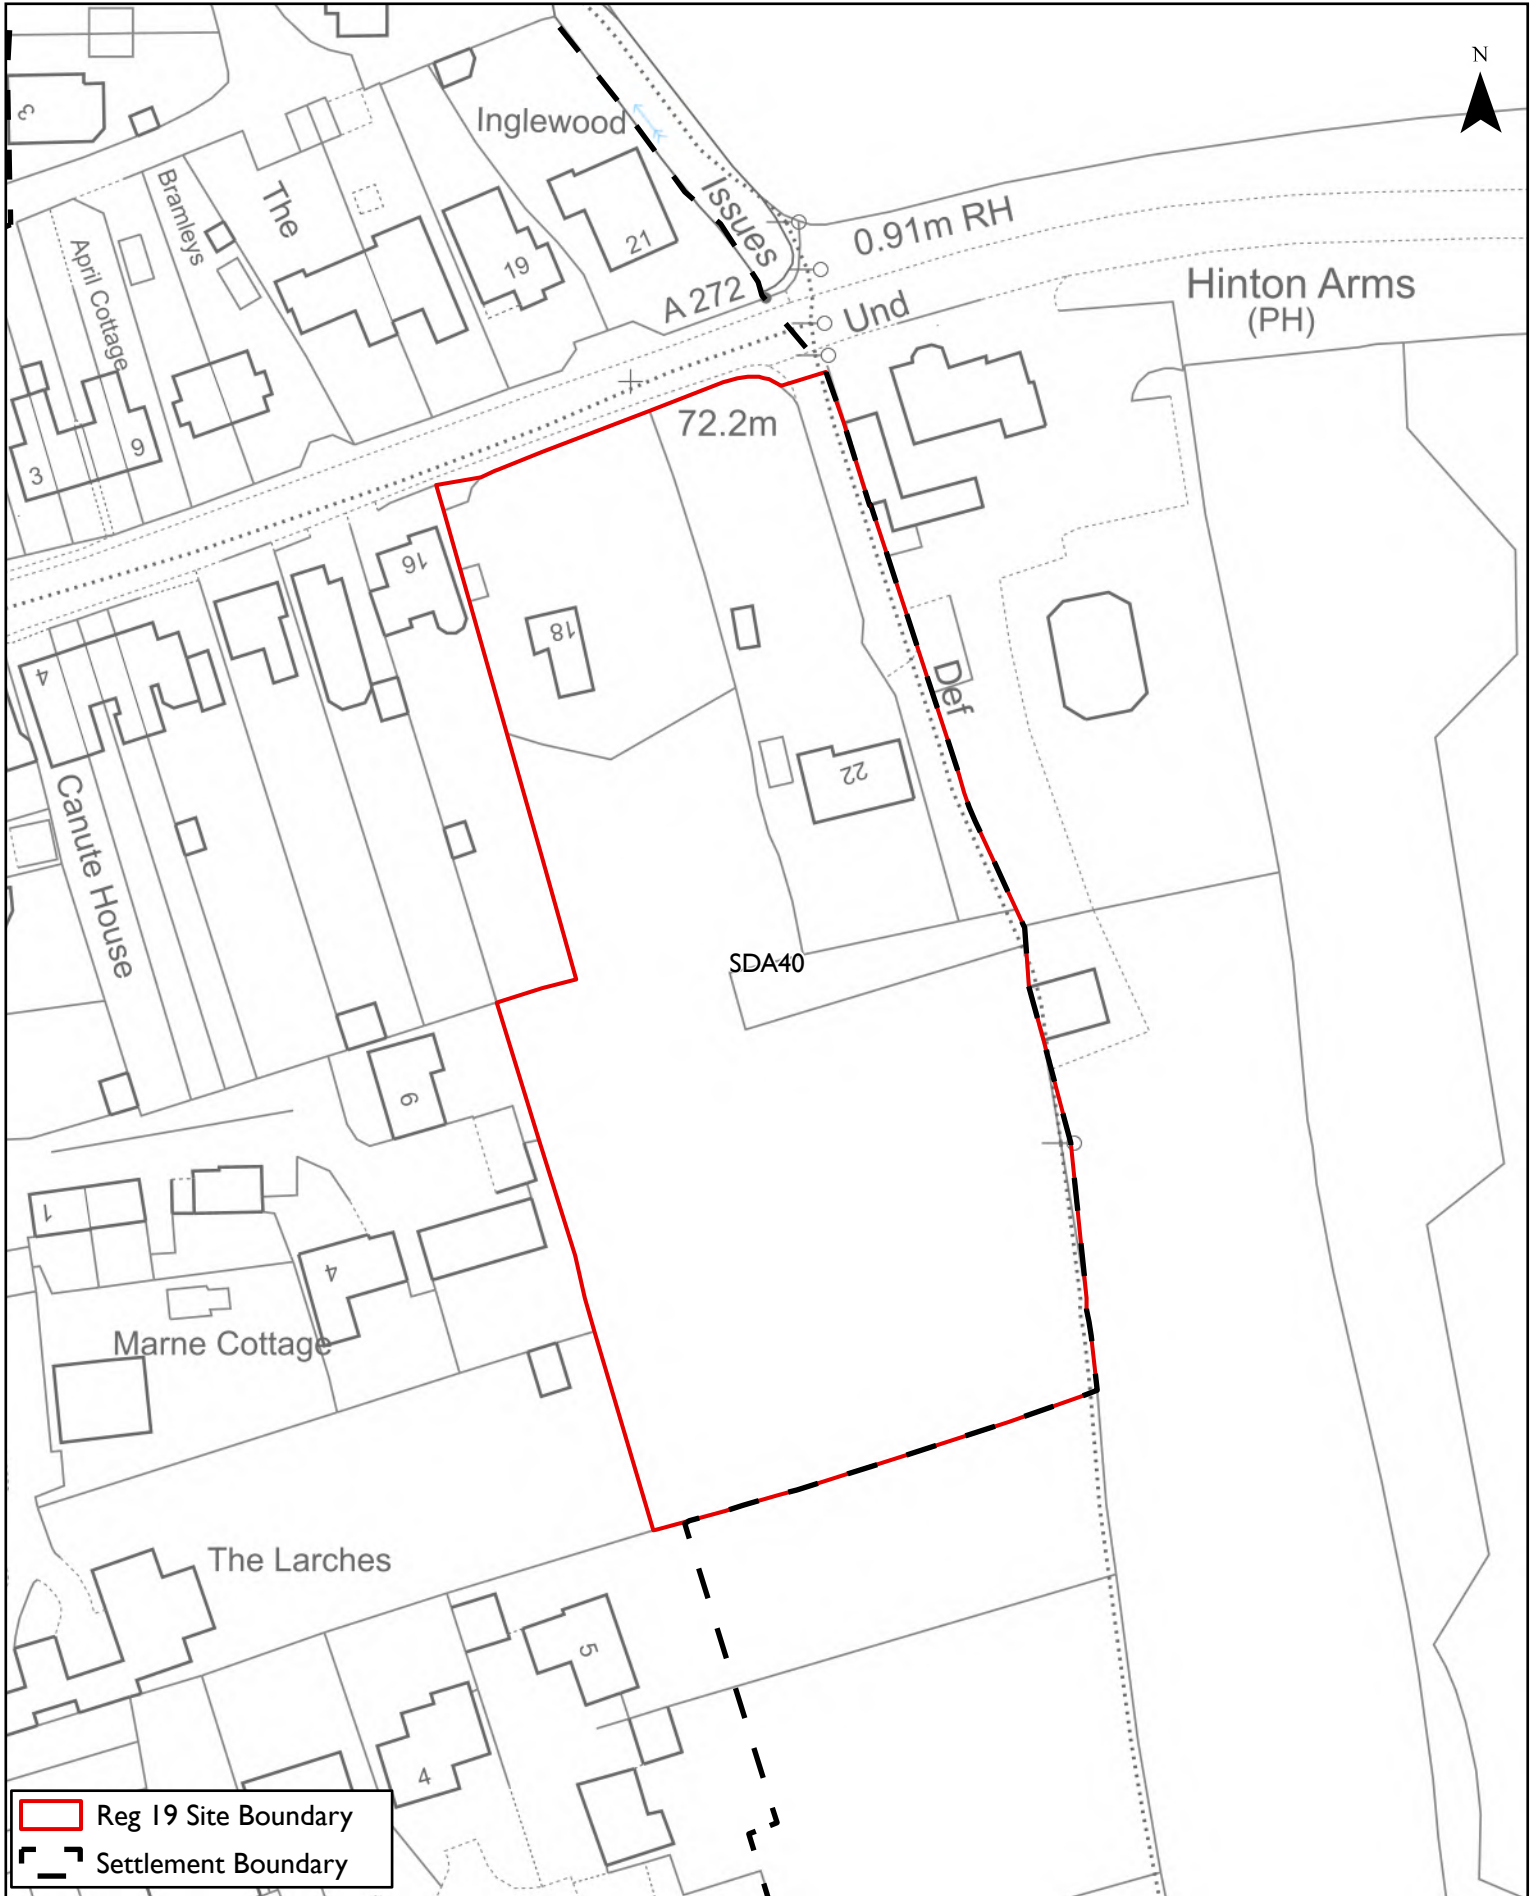 N
3
Inglewood
Bramleys
The
April Cottage
Issues
0.91m RH
21
19
A 272
Und
Hinton Arms
(PH)
72.2m
9
3
16
18
4
Def
22
Canute House
SDA40
6
1
4
Marne Cottage
The Larches
5
4
Reg 19 Site Boundary
Settlement Boundary